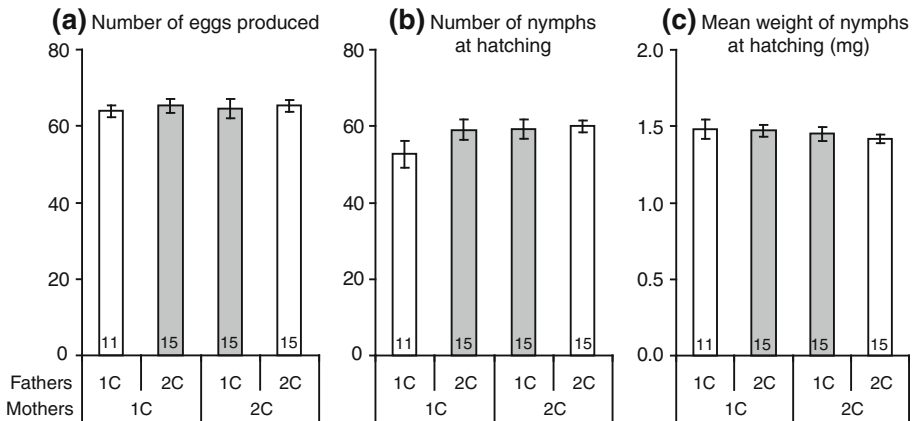 (a) Number of eggs produced
80
60
40
20
0
11 15 15 15
Fathers 1C 2C 1C 2C
Mothers 1C 2C
(b) Number of nymphs
at hatching
80
60
40
20
0
11 15 15 15
1C 2C 1C 2C
1C 2C
(c) Mean weight of nymphs
at hatching (mg)
2.0
1.5
1.0
0.5
0.0
11 15 15 15
1C 2C 1C 2C
1C 2C